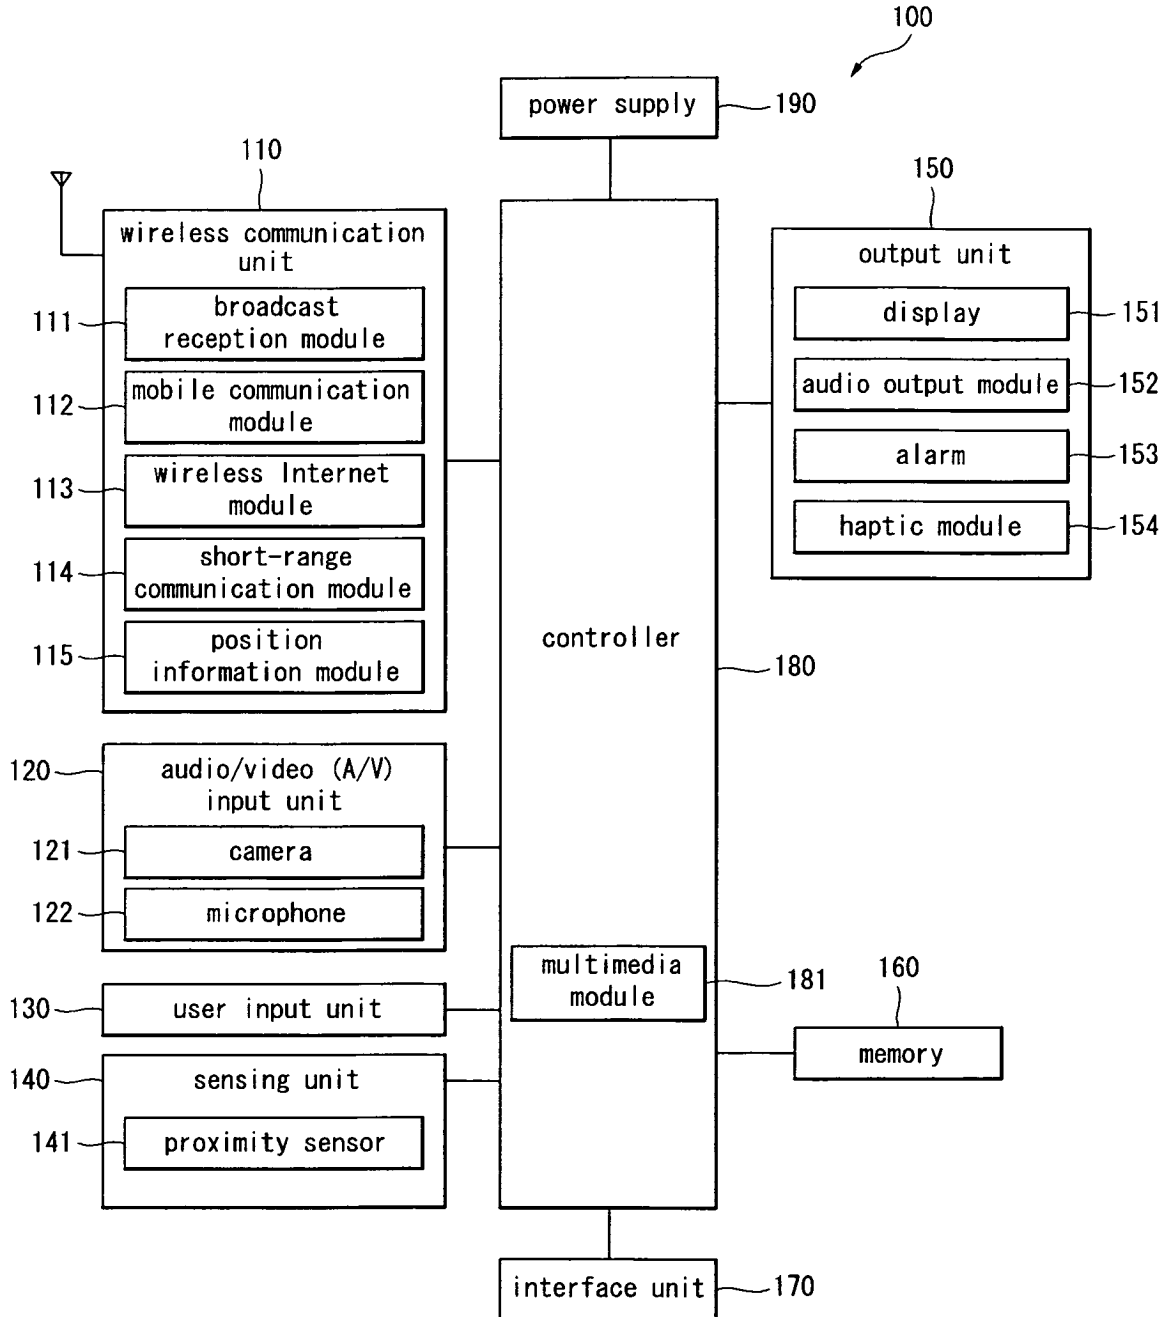 100
power supply
190
110
wireless communication
unit
111
broadcast
reception module
112
mobile communication
module
113
wireless Internet
module
114
short-range
communication module
115
position
information module
120
audio/video (A/V)
input unit
121
camera
122
microphone
130
user input unit
140
sensing unit
141
proximity sensor
controller
180
multimedia
module
181
150
output unit
display
151
audio output module
152
alarm
153
haptic module
154
160
memory
interface unit
170